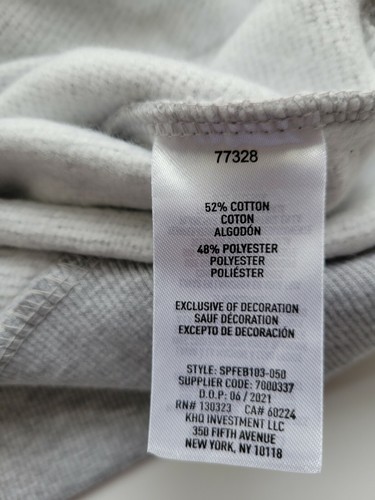 77328
52% COTTON
COTON
ALGODÓN
48% POLYESTER
POLYESTER
POLIÉSTER
EXCLUSIVE OF DECORATION
SAUF DÉCORATION
EXCEPTO DE DECORACIÓN
STYLE: SPFEB103-050
SUPPLIER CODE: 7000337
D.O.P: 06 / 2021
RN# 130323 CA# 60224
KHQ INVESTMENT LLC
350 FIFTH AVENUE
NEW YORK, NY 10118